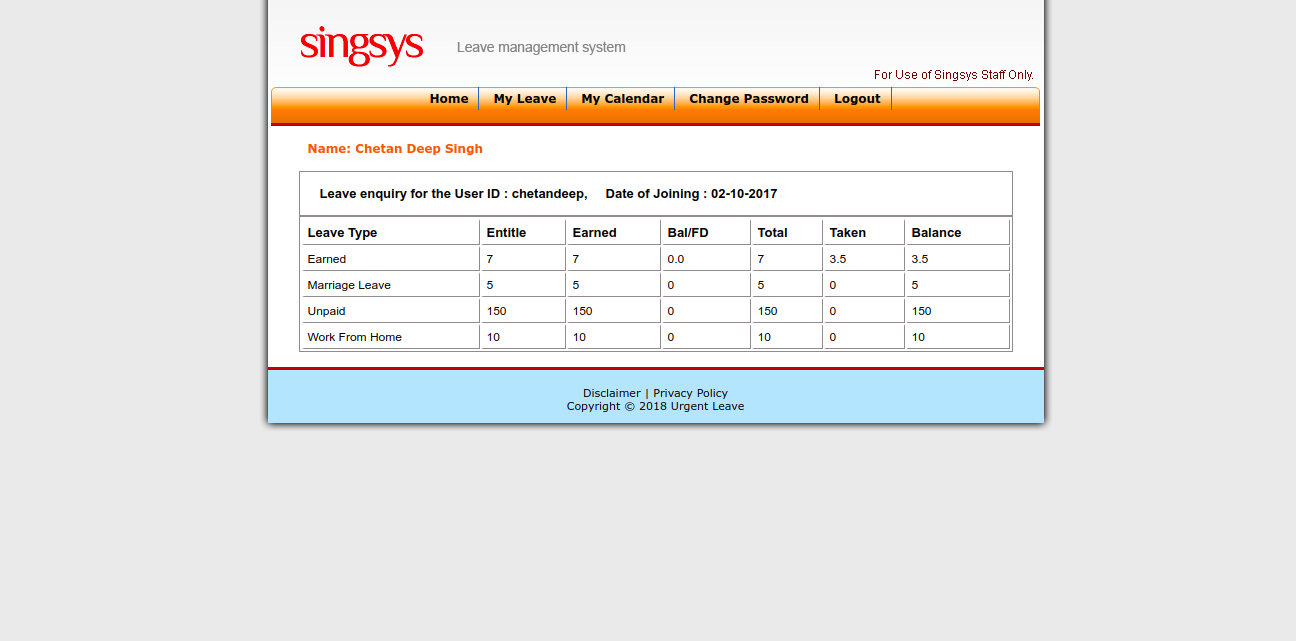 singsys
Leave management system
For Use of Singsys Staff Only.
Home My Leave My Calendar Change Password Logout
Name: Chetan Deep Singh
Leave enquiry for the User ID : chetandeep, Date of Joining : 02-10-2017
Leave Type Entitle Earned Bal/FD Total Taken Balance
Earned 7 7 0.0 7 3.5 3.5
Marriage Leave 5 5 0 5 0 5
Unpaid 150 150 0 150 0 150
Work From Home 10 10 0 10 0 10
Disclaimer | Privacy Policy
Copyright © 2018 Urgent Leave